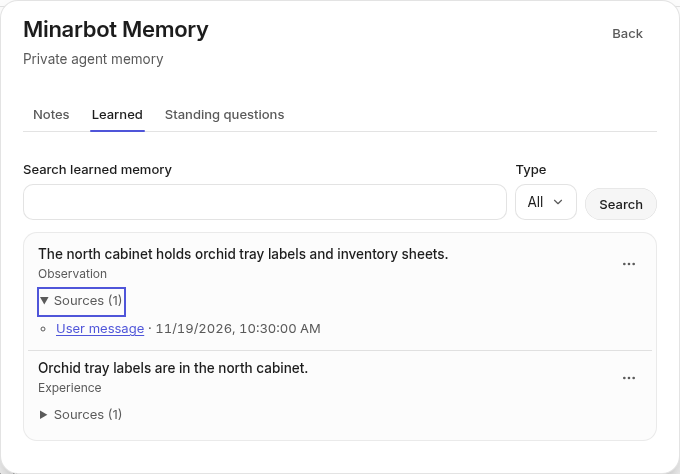 Minarbot Memory
Back
Private agent memory
Notes Learned Standing questions
Search learned memory
Type
All
Search
The north cabinet holds orchid tray labels and inventory sheets.
Observation
Sources (1)
User message · 11/19/2026, 10:30:00 AM
Orchid tray labels are in the north cabinet.
Experience
Sources (1)